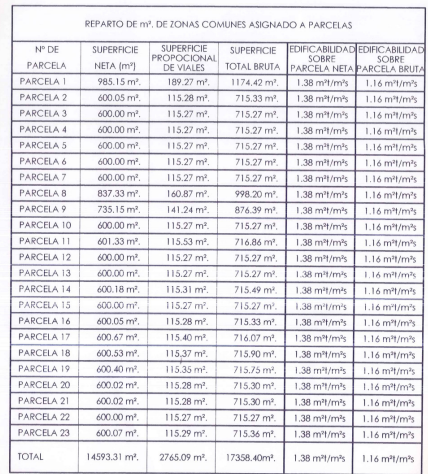 REPARTO DE m². DE ZONAS COMUNES ASIGNADO A PARCELAS
Nº DE PARCELA SUPERFICIE NETA (m²) SUPERFICIE PROPOCIONAL DE VIALES SUPERFICIE TOTAL BRUTA EDIFICABILIDAD SOBRE PARCELA NETA EDIFICABILIDAD SOBRE PARCELA BRUTA
PARCELA 1 985.15 m². 189.27 m². 1174.42 m². 1.38 m²t/m²s 1.16 m²t/m²s
PARCELA 2 600.05 m². 115.28 m². 715.33 m². 1.38 m²t/m²s 1.16 m²t/m²s.
PARCELA 3 600.00 m². 115.27 m². 715.27 m². 1.38 m²t/m²s 1.16 m²t/m²s.
PARCELA 4 600.00 m². 115.27 m². 715.27 m². 1.38 m²t/m²s 1.16 m²t/m²s.
PARCELA 5 600.00 m². 115.27 m². 715.27 m². 1.38 m²t/m²s 1.16 m²t/m²s.
PARCELA 6 600.00 m². 115.27 m². 715.27 m². 1.38 m²t/m²s 1.16 m²t/m²s.
PARCELA 7 600.00 m². 115.27 m². 715.27 m². 1.38 m²t/m²s 1.16 m²t/m²s.
PARCELA 8 837.33 m². 160.87 m². 998.20 m². 1.38 m²t/m²s 1.16 m²t/m²s.
PARCELA 9 735.15 m². 141.24 m². 876.39 m². 1.38 m²t/m²s 1.16 m²t/m²s.
PARCELA 10 600.00 m². 115.27 m². 715.27 m². 1.38 m²t/m²s 1.16 m²t/m²s.
PARCELA 11 601.33 m². 115.53 m². 716.86 m². 1.38 m²t/m²s 1.16 m²t/m²s.
PARCELA 12 600.00 m². 115.27 m². 715.27 m². 1.38 m²t/m²s 1.16 m²t/m²s.
PARCELA 13 600.00 m². 115.27 m². 715.27 m². 1.38 m²t/m²s 1.16 m²t/m²s.
PARCELA 14 600.18 m². 115.31 m². 715.49 m². 1.38 m²t/m²s 1.16 m²t/m²s.
PARCELA 15 600.00 m². 115.27 m². 715.27 m². 1.38 m²t/m²s 1.16 m²t/m²s.
PARCELA 16 600.05 m². 115.28 m². 715.33 m². 1.38 m²t/m²s 1.16 m²t/m²s.
PARCELA 17 600.67 m². 115.40 m². 716.07 m². 1.38 m²t/m²s 1.16 m²t/m²s.
PARCELA 18 600.53 m². 115.37 m². 715.90 m². 1.38 m²t/m²s 1.16 m²t/m²s.
PARCELA 19 600.40 m². 115.35 m². 715.75 m². 1.38 m²t/m²s 1.16 m²t/m²s.
PARCELA 20 600.02 m². 115.28 m². 715.30 m². 1.38 m²t/m²s 1.16 m²t/m²s.
PARCELA 21 600.02 m². 115.28 m². 715.30 m². 1.38 m²t/m²s 1.16 m²t/m²s.
PARCELA 22 600.00 m². 115.27 m². 715.27 m². 1.38 m²t/m²s 1.16 m²t/m²s.
PARCELA 23 600.07 m². 115.29 m². 715.36 m². 1.38 m²t/m²s 1.16 m²t/m²s.
TOTAL 14593.31 m². 2765.09 m². 17358.40m². 1.38 m²t/m²s 1.16 m²t/m²s.